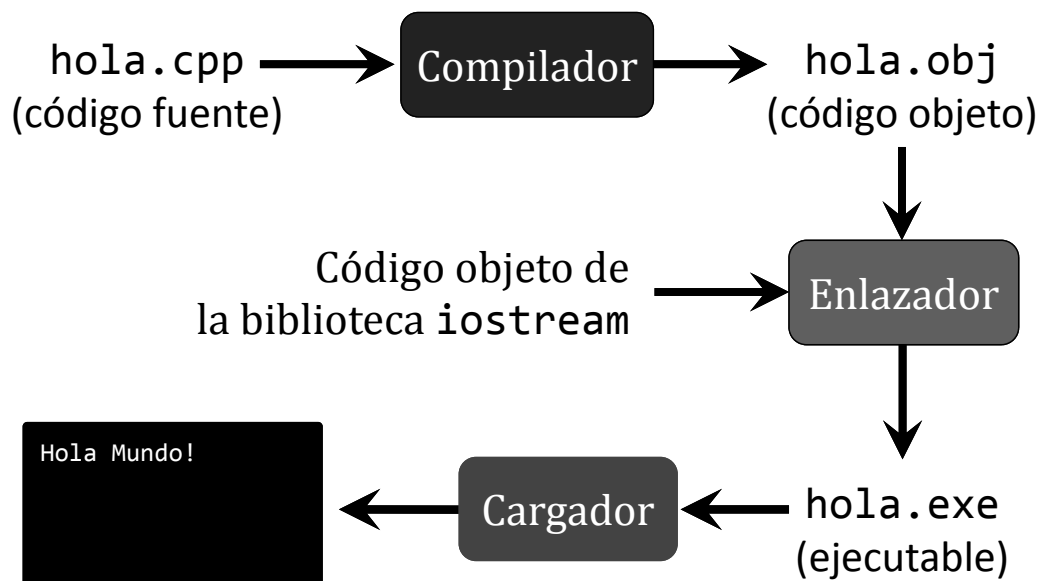 hola.cpp
(código fuente)
Compilador
hola.obj
(código objeto)
Código objeto de
la biblioteca iostream
Enlazador
Hola Mundo!
Cargador
hola.exe
(ejecutable)